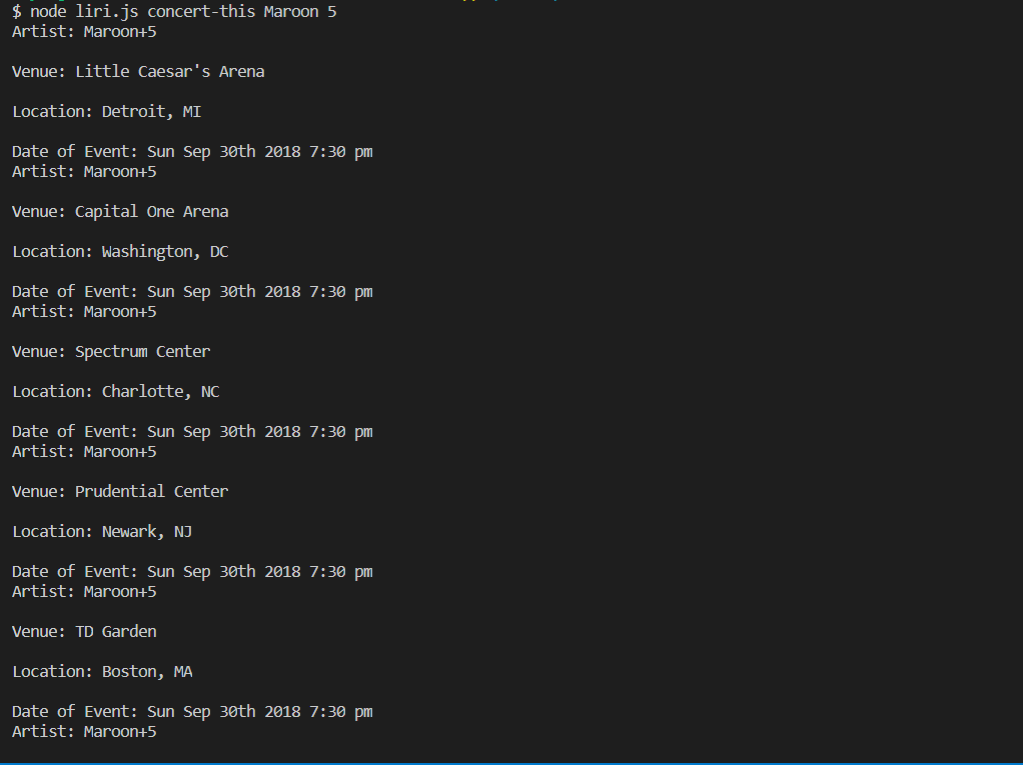 $ node liri.js concert-this Maroon 5
Artist: Maroon+5
Venue: Little Caesar's Arena
Location: Detroit, MI
Date of Event: Sun Sep 30th 2018 7:30 pm
Artist: Maroon+5
Venue: Capital One Arena
Location: Washington, DC
Date of Event: Sun Sep 30th 2018 7:30 pm
Artist: Maroon+5
Venue: Spectrum Center
Location: Charlotte, NC
Date of Event: Sun Sep 30th 2018 7:30 pm
Artist: Maroon+5
Venue: Prudential Center
Location: Newark, NJ
Date of Event: Sun Sep 30th 2018 7:30 pm
Artist: Maroon+5
Venue: TD Garden
Location: Boston, MA
Date of Event: Sun Sep 30th 2018 7:30 pm
Artist: Maroon+5